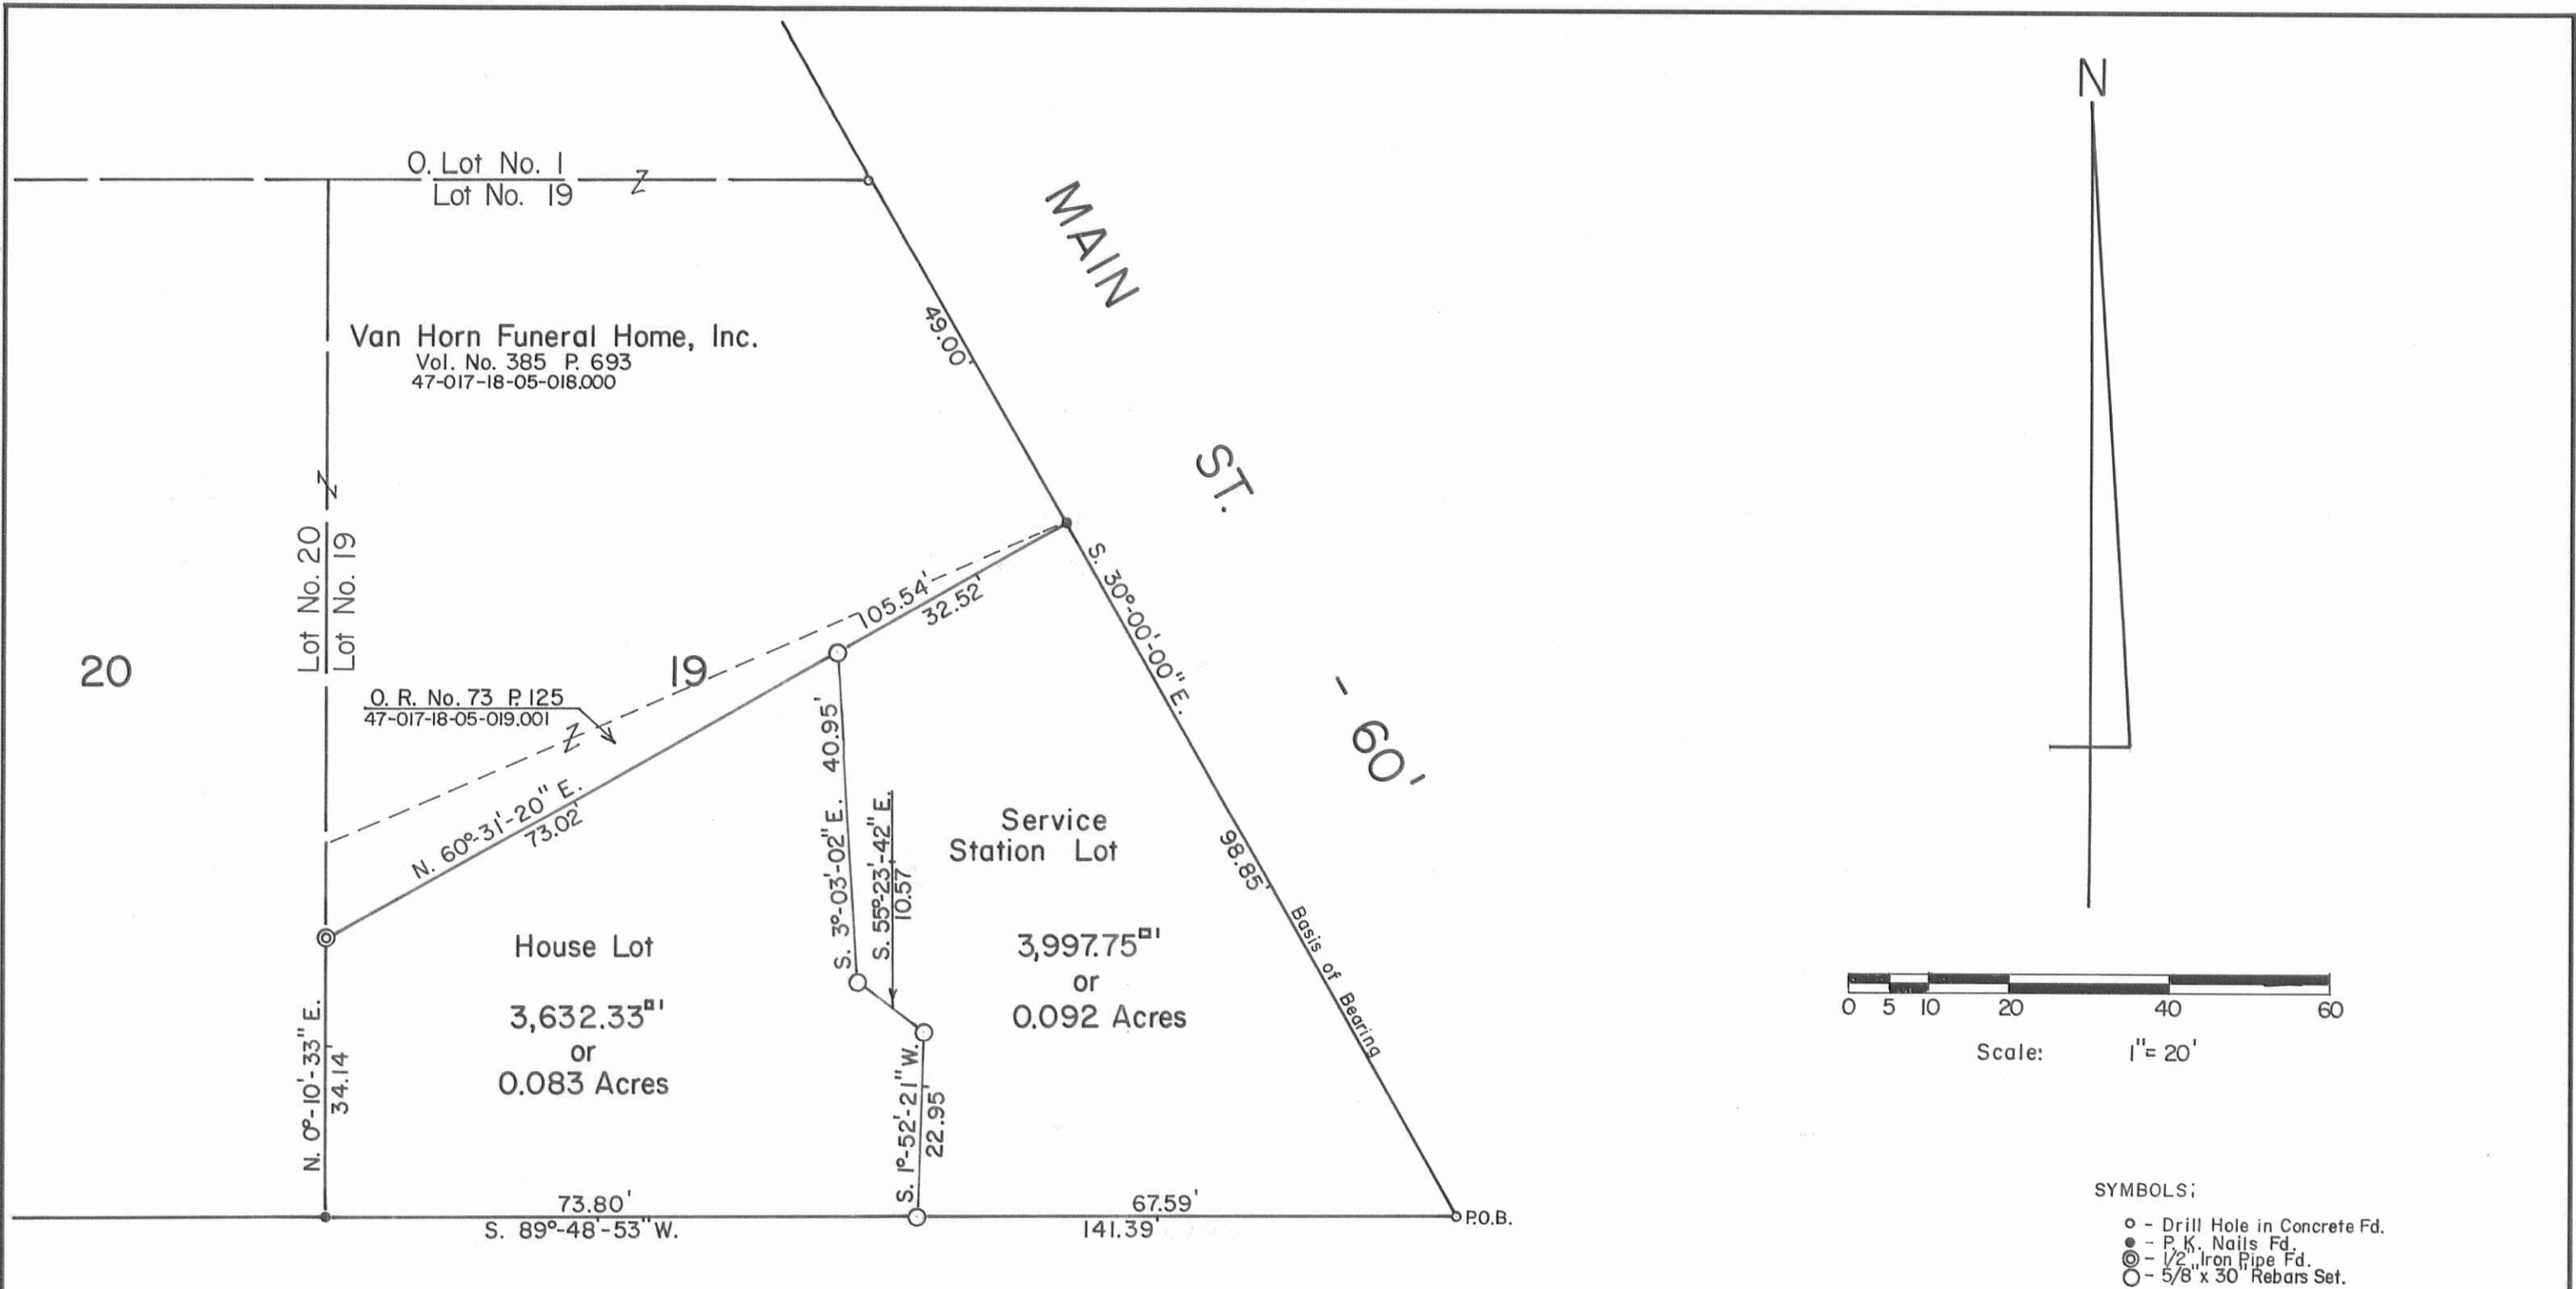 N
O. Lot No. 1
Lot No. 19
Z
MAIN
ST.
- 60'
49.00'
Van Horn Funeral Home, Inc.
Vol. No. 385 P. 693
47-017-18-05-018.000
Z
Lot No. 20
Lot No. 19
20
19
105.54'
32.52'
S. 30°-00'-00" E.
98.85'
Basis of Bearing
O. R. No. 73 P. 125
47-017-18-05-019.001
Z
N. 60°-31'-20" E.
73.02'
40.95'
S. 3°-03'-02" E.
S. 55°-23'-42" E.
10.57'
Service
Station Lot
3,997.75□'
or
0.092 Acres
House Lot
3,632.33□'
or
0.083 Acres
N. 0°-10'-33" E.
34.14'
S. 1°-52'-21" W.
22.95'
73.80'
S. 89°-48'-53" W.
67.59'
141.39'
P.O.B.
0 5 10 20 40 60
Scale: 1"= 20'
SYMBOLS;
○ - Drill Hole in Concrete Fd.
● - P. K. Nails Fd.
◎ - 1/2" Iron Pipe Fd.
○ - 5/8" x 30" Rebars Set.